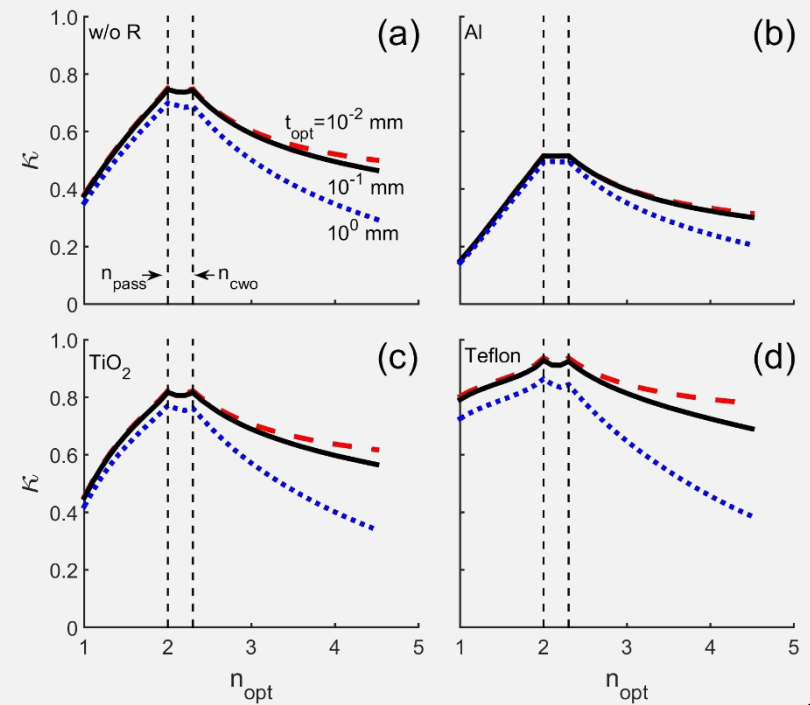 1.0
w/o R
(a)
Al
(b)
0.8
t_opt=10^-2 mm
0.6
κ
0.4
10^-1 mm
10^0 mm
0.2
n_pass
n_cwo
0
1.0
TiO_2
(c)
Teflon
(d)
0.8
0.6
κ
0.4
0.2
0
1 2 3 4 5
1 2 3 4 5
n_opt
n_opt